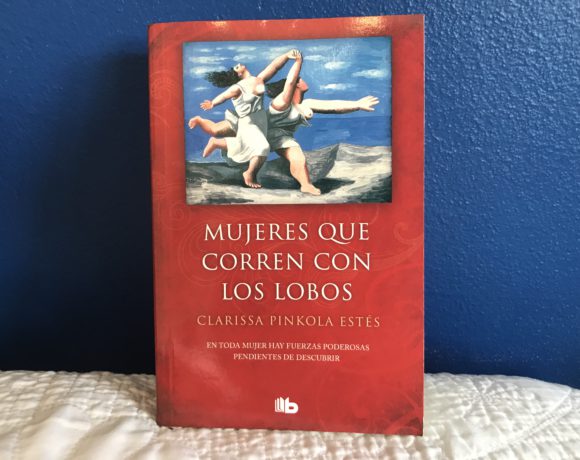 MUJERES QUE
CORREN CON
LOS LOBOS
CLARISSA PINKOLA ESTÉS
EN TODA MUJER HAY FUERZAS PODEROSAS
PENDIENTES DE DESCUBRIR
b